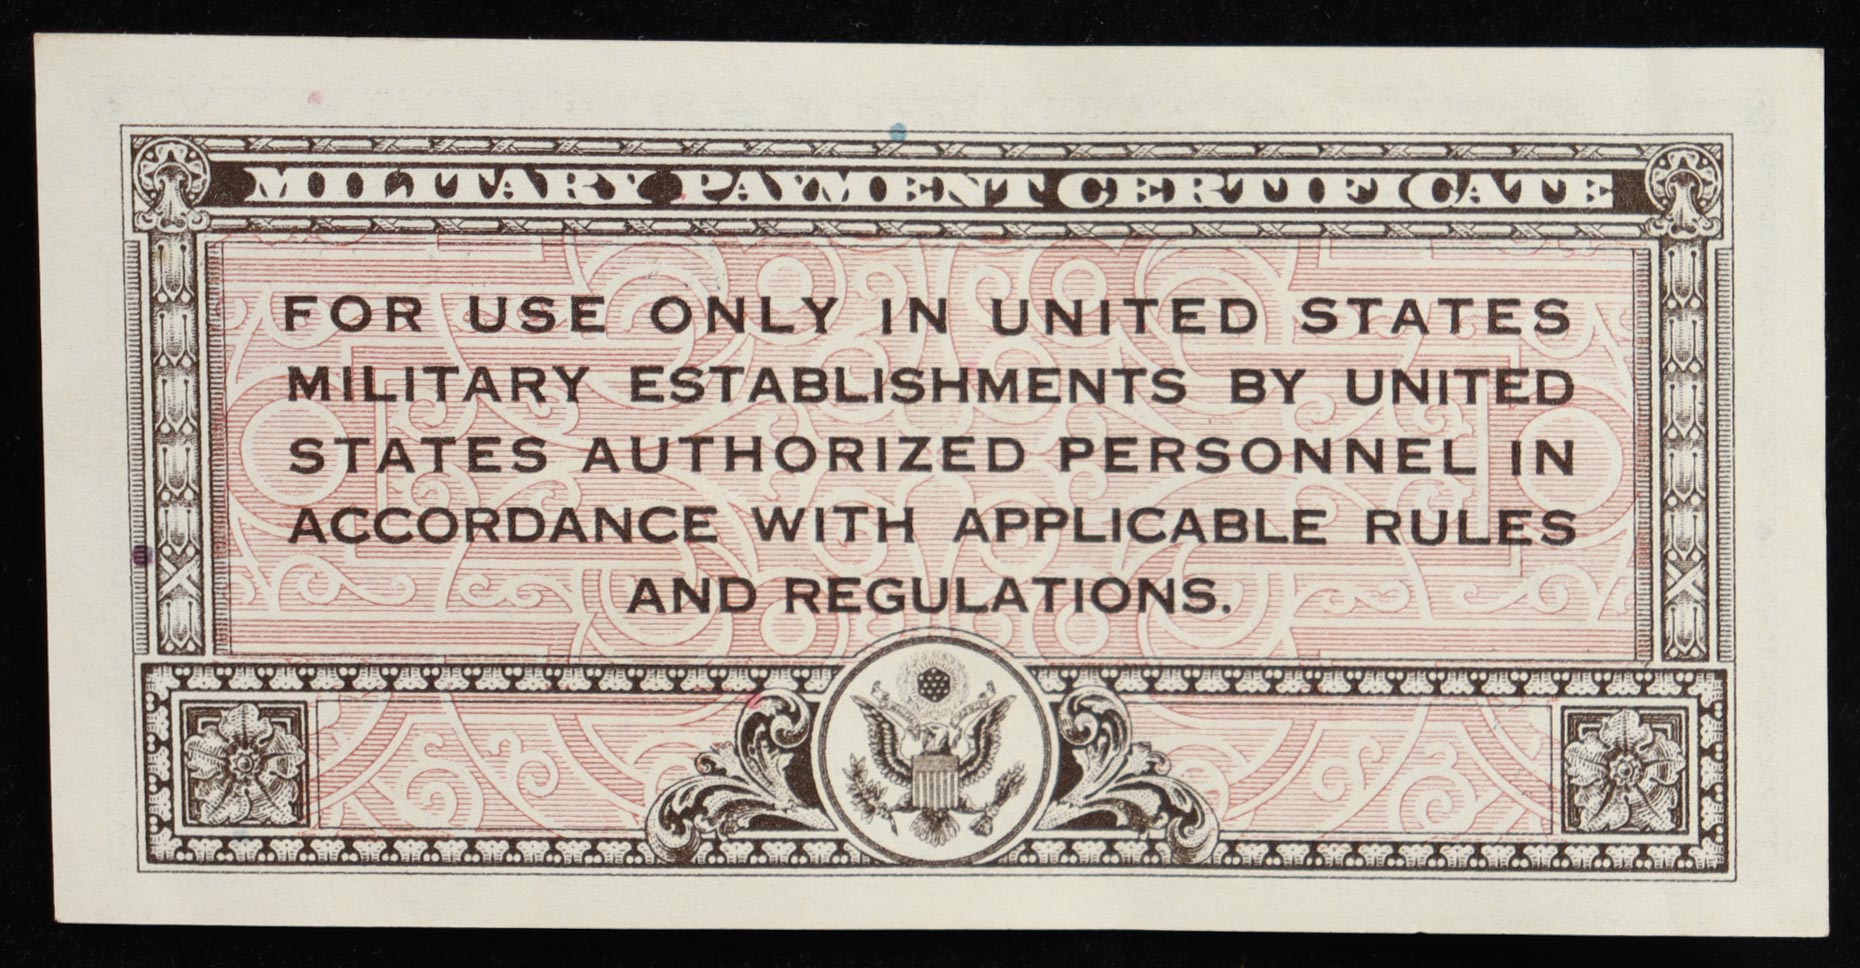 MILITARY PAYMENT CERTIFICATE
FOR USE ONLY IN UNITED STATES
MILITARY ESTABLISHMENTS BY UNITED
STATES AUTHORIZED PERSONNEL IN
ACCORDANCE WITH APPLICABLE RULES
AND REGULATIONS.